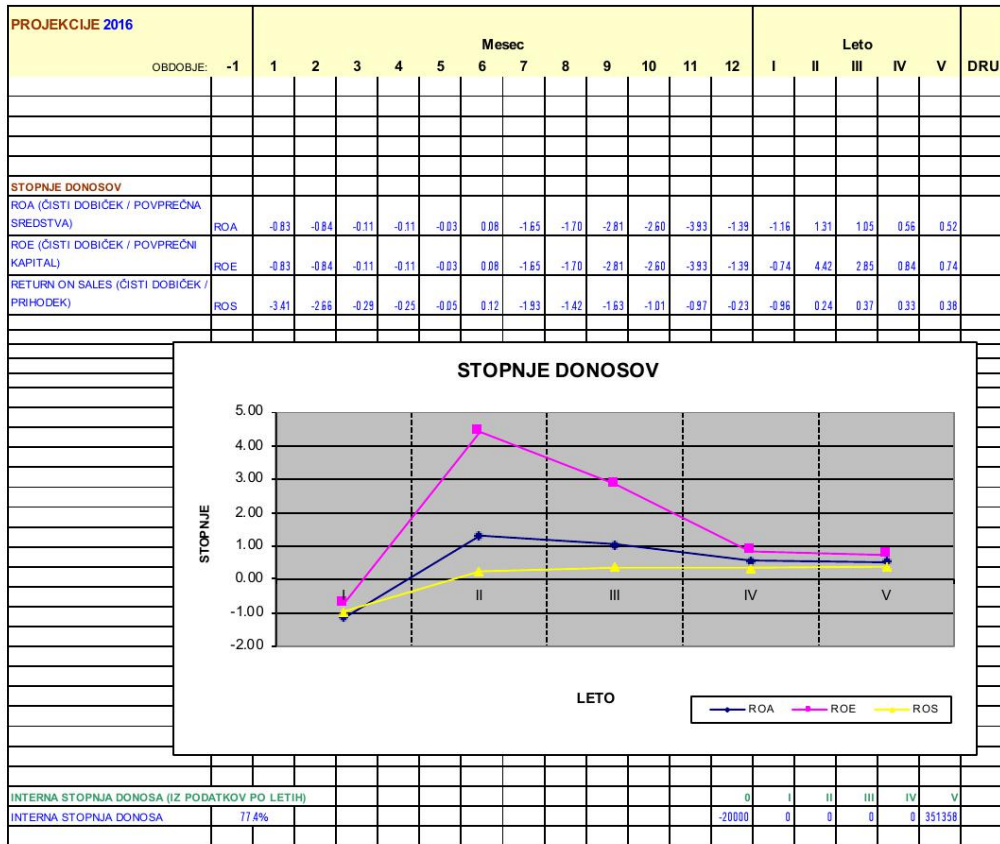 PROJEKCIJE 2016
Mesec Leto
OBDOBJE: -1 1 2 3 4 5 6 7 8 9 10 11 12 I II III IV V DRU
STOPNJE DONOSOV
ROA (ČISTI DOBIČEK / POVPREČNA
SREDSTVA) ROA -0.83 -0.84 -0.11 -0.11 -0.03 0.08 -1.65 -1.70 -2.81 -2.60 -3.93 -1.39 -1.16 1.31 1.05 0.56 0.52
ROE (ČISTI DOBIČEK / POVPREČNI
KAPITAL) ROE -0.83 -0.84 -0.11 -0.11 -0.03 0.08 -1.65 -1.70 -2.81 -2.60 -3.93 -1.39 -0.74 4.42 2.85 0.84 0.74
RETURN ON SALES (ČISTI DOBIČEK /
PRIHODEK) ROS -3.41 -2.66 -0.29 -0.25 -0.05 0.12 -1.93 -1.42 -1.63 -1.01 -0.97 -0.23 -0.96 0.24 0.37 0.33 0.38
STOPNJE DONOSOV
5.00
4.00
3.00
2.00
1.00
0.00
-1.00
-2.00
STOPNJE
I II III IV V
LETO
ROA ROE ROS
INTERNA STOPNJA DONOSA (IZ PODATKOV PO LETIH) 0 I II III IV V
INTERNA STOPNJA DONOSA 77.4% -20000 0 0 0 0 351358